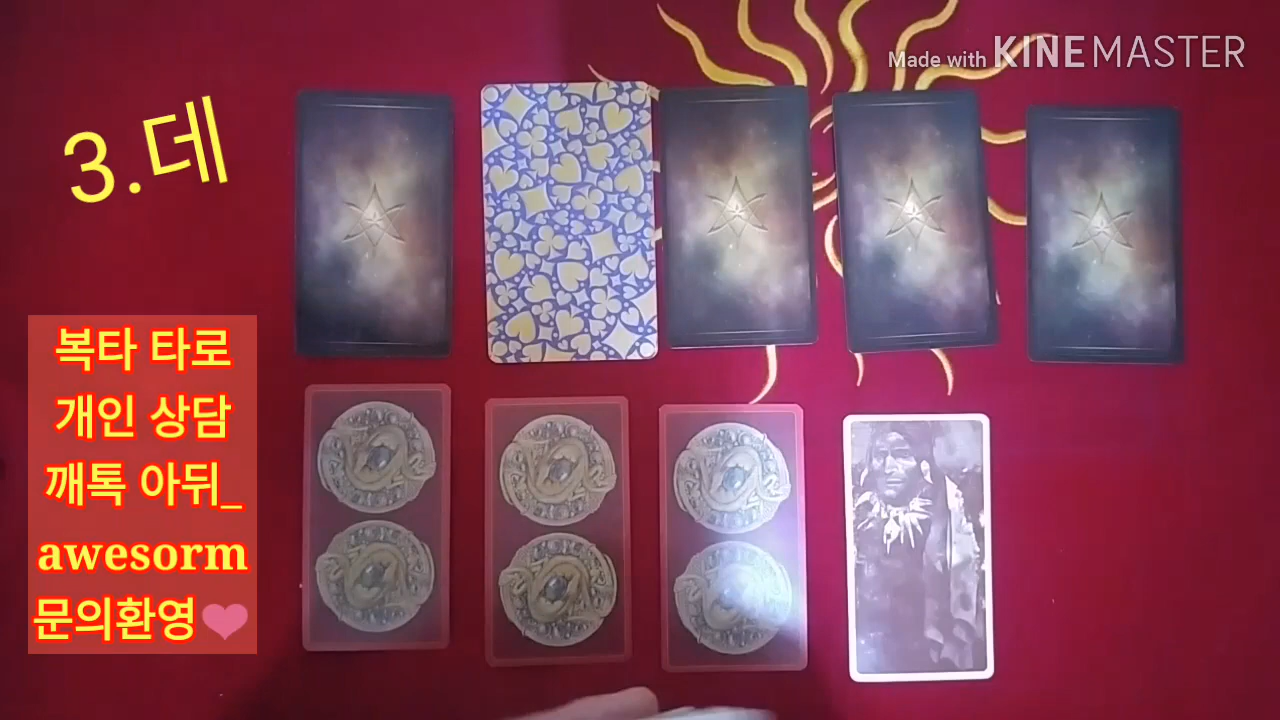 Made with KINEMASTER
3.데
복타 타로
개인 상담
깨톡 아뒤_
awesorm
문의환영